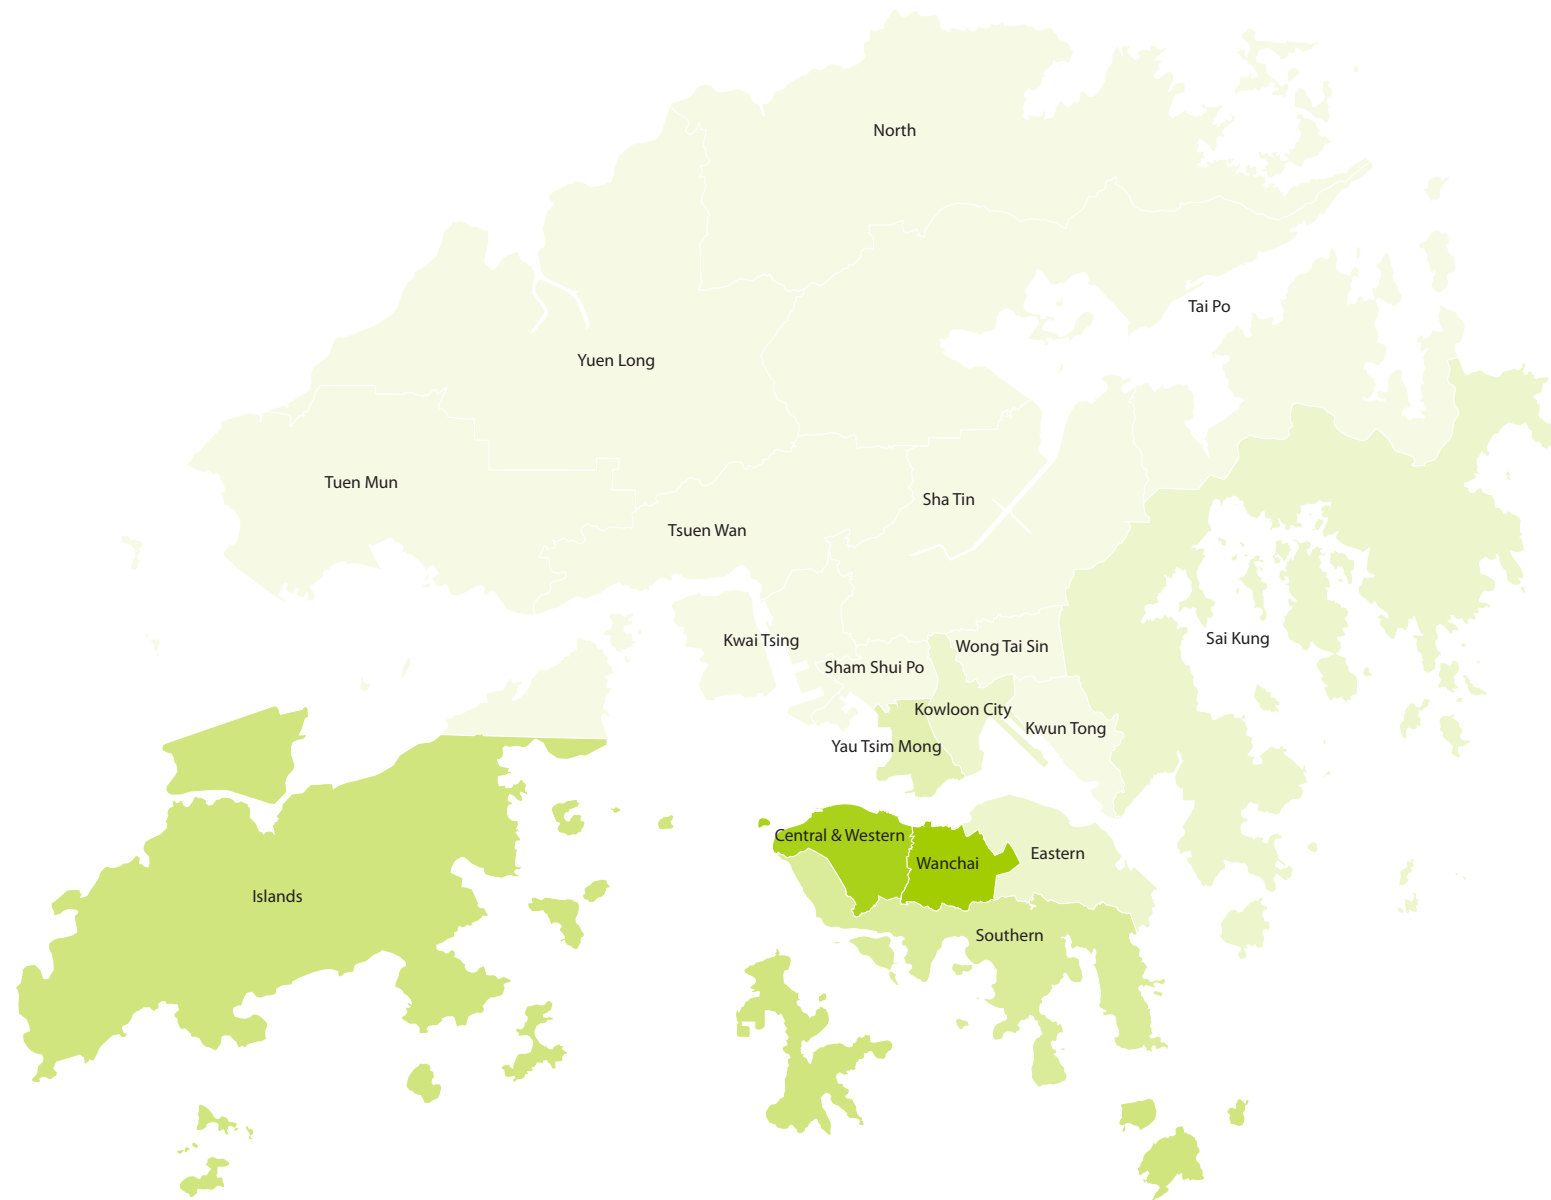 North
Tai Po
Yuen Long
Tuen Mun
Sha Tin
Tsuen Wan
Sai Kung
Kwai Tsing
Wong Tai Sin
Sham Shui Po
Kowloon City
Kwun Tong
Yau Tsim Mong
Central & Western
Eastern
Wanchai
Islands
Southern